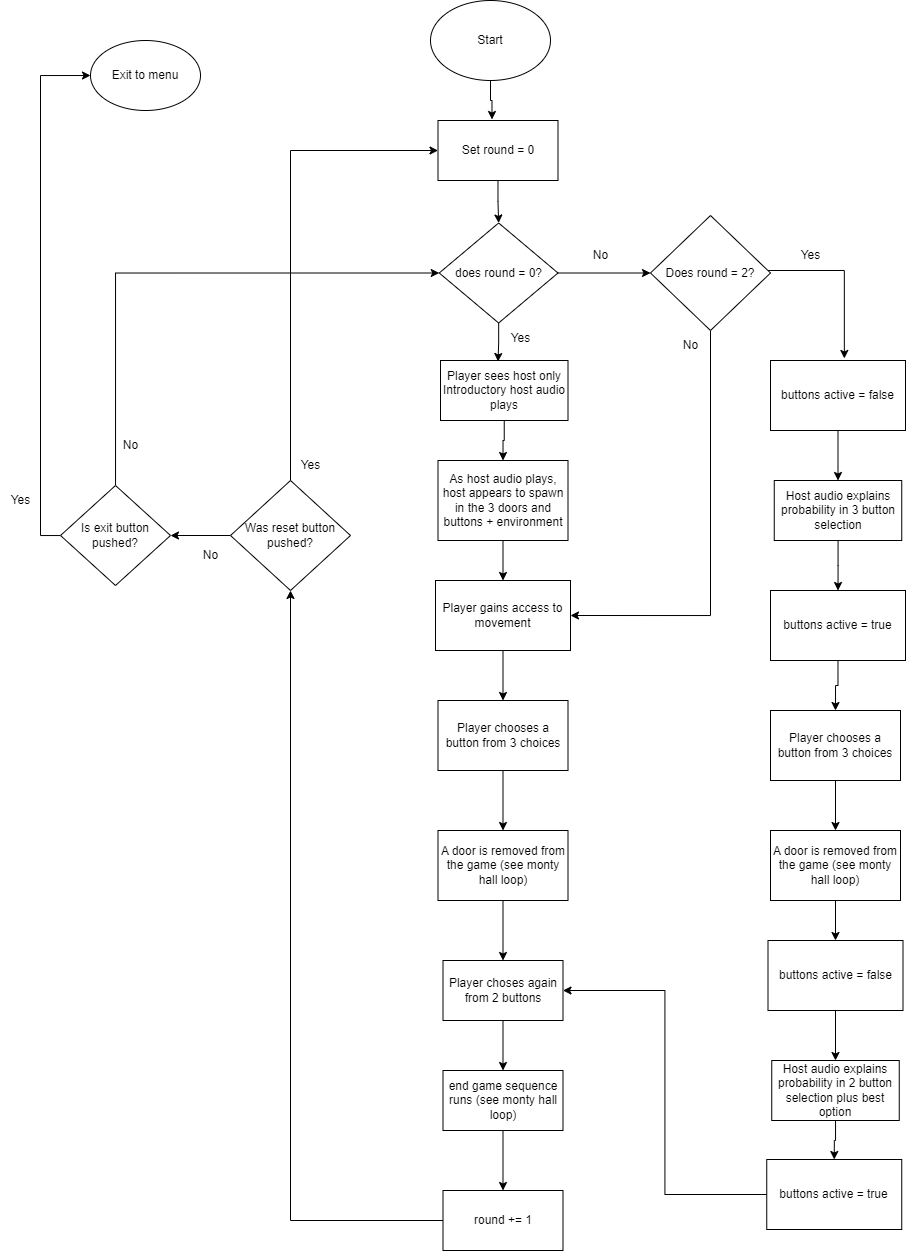 Start
Exit to menu
Set round = 0
does round = 0?
No
Does round = 2?
Yes
Yes
No
Player sees host only
Introductory host audio
plays
buttons active = false
As host audio plays,
host appears to spawn
in the 3 doors and
buttons + environment
Host audio explains
probability in 3 button
selection
No
Yes
Yes
Is exit button
pushed?
No
Was reset button
pushed?
Player gains access to
movement
buttons active = true
Player chooses a
button from 3 choices
Player chooses a
button from 3 choices
A door is removed from
the game (see monty
hall loop)
A door is removed from
the game (see monty
hall loop)
Player choses again
from 2 buttons
buttons active = false
end game sequence
runs (see monty hall
loop)
Host audio explains
probability in 2 button
selection plus best
option
round += 1
buttons active = true